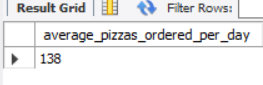 Result Grid Filter Rows:
average_pizzas_ordered_per_day
138